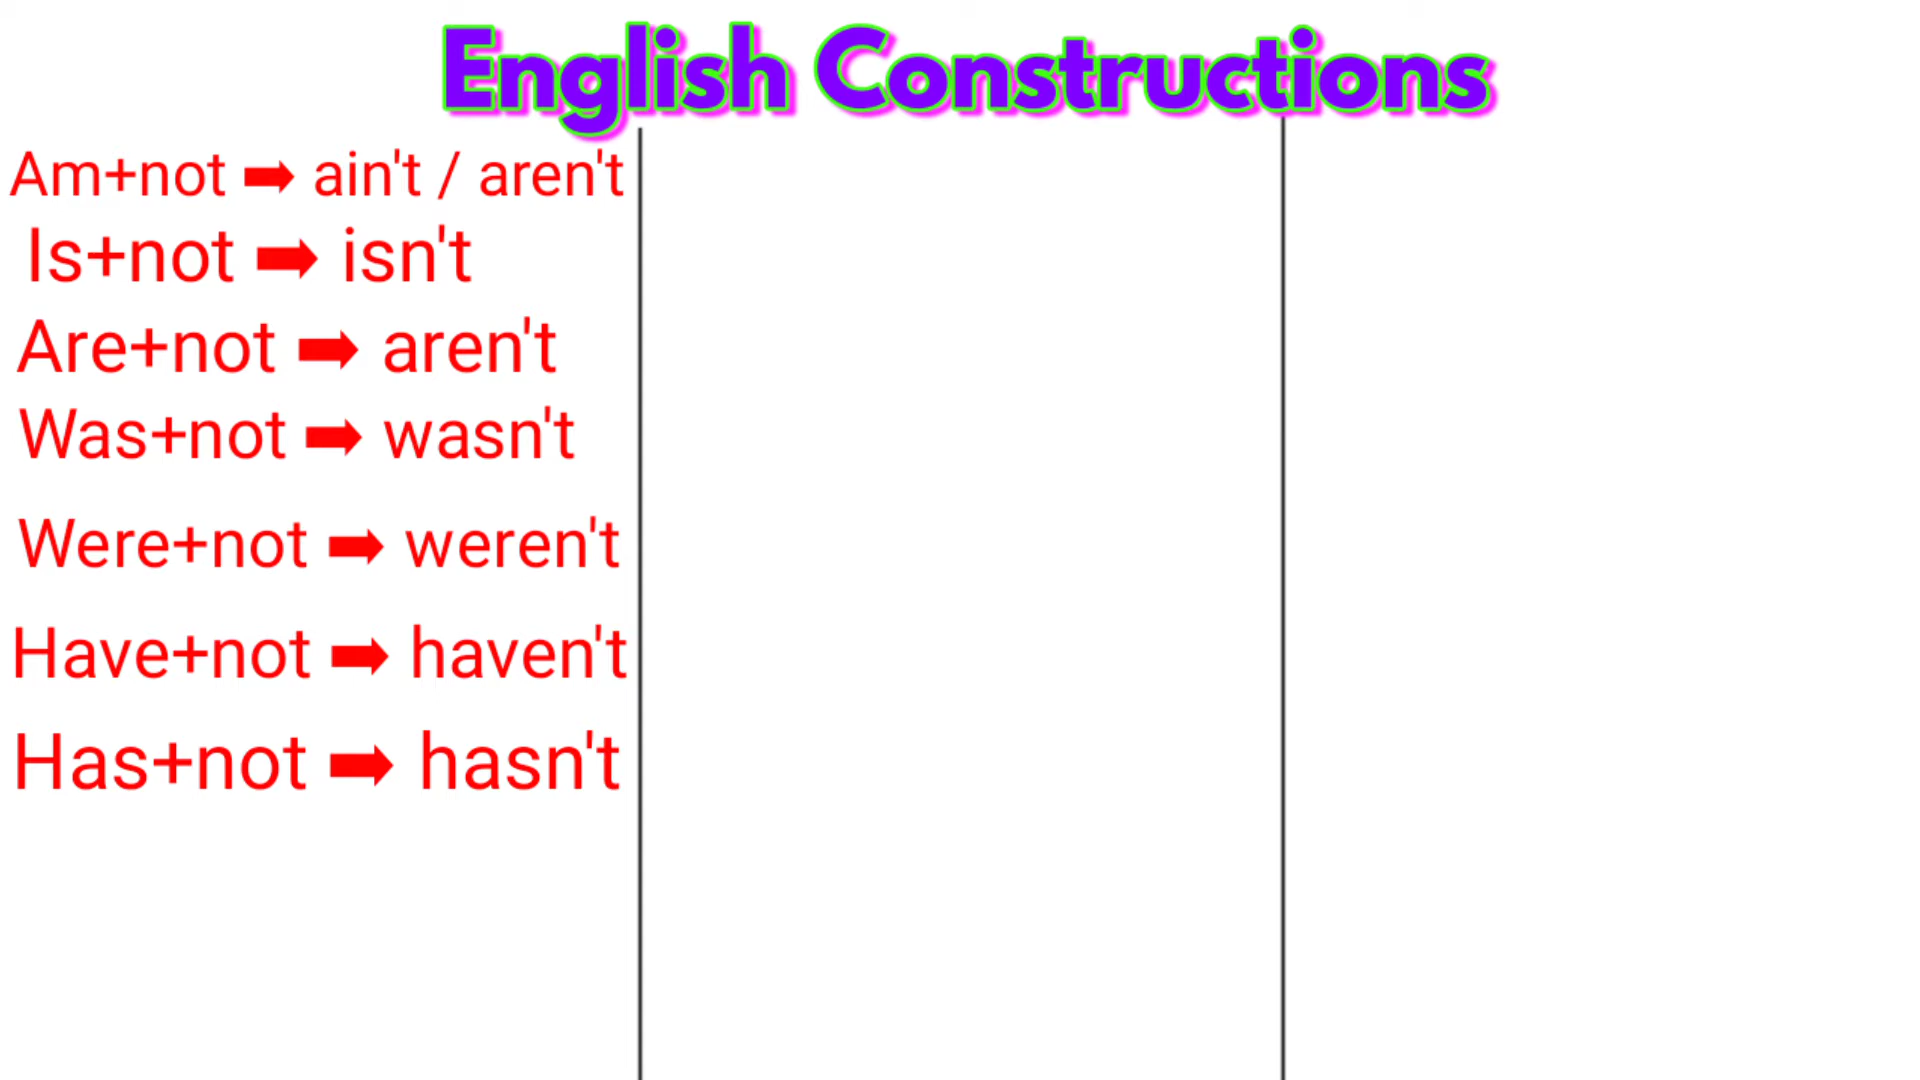 English Constructions
Am+not ➡ ain't / aren't
Is+not ➡ isn't
Are+not ➡ aren't
Was+not ➡ wasn't
Were+not ➡ weren't
Have+not ➡ haven't
Has+not ➡ hasn't